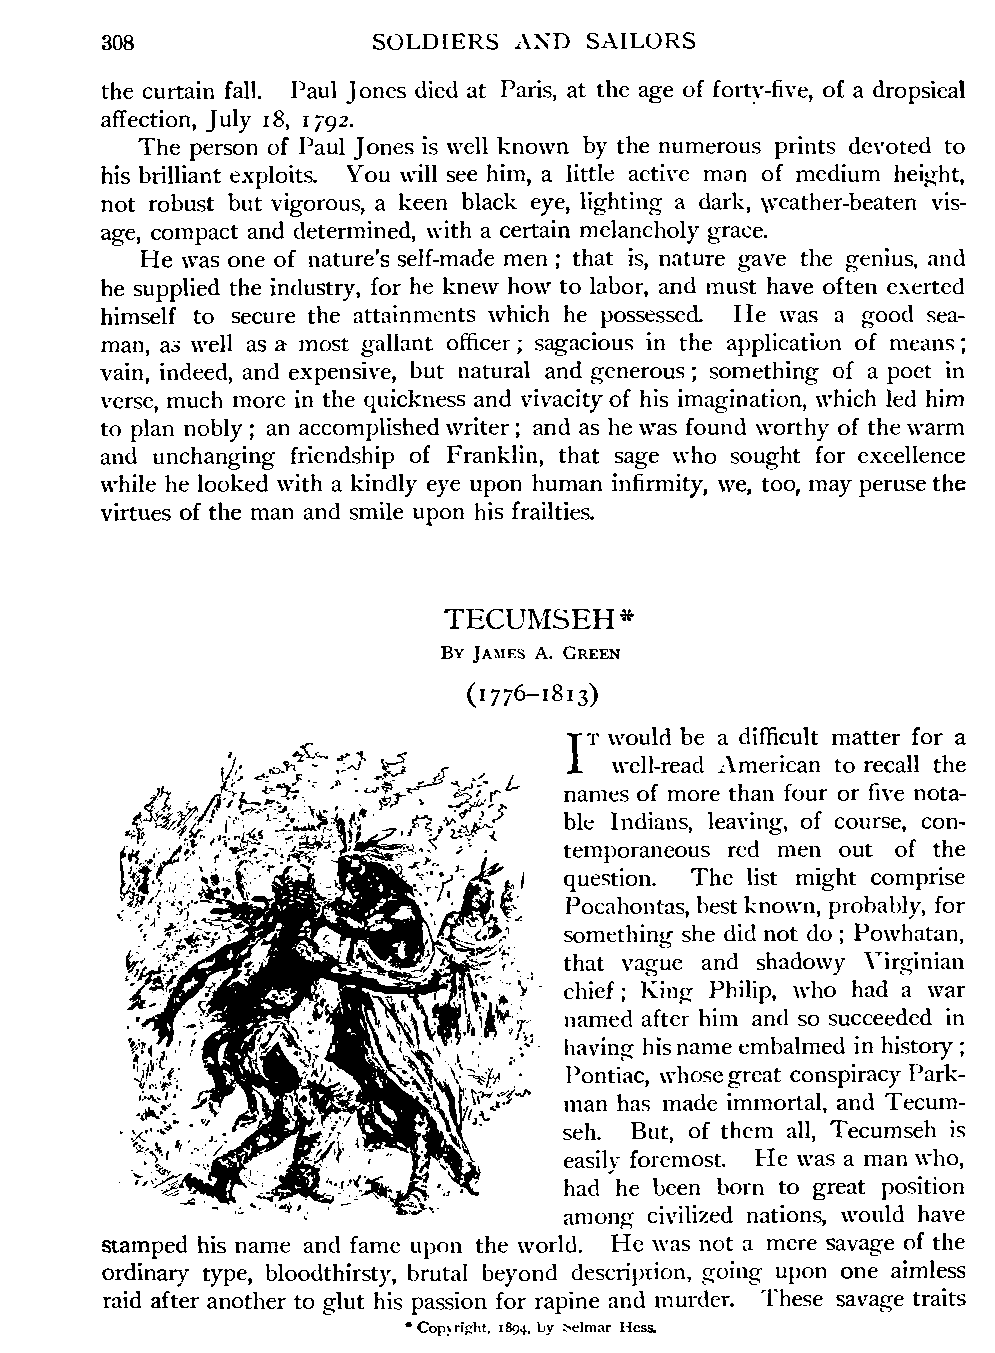 308 SOLDIERS AND SAILORS
the curtain fall. Paul Jones died at Paris, at the age of forty-five, of a dropsical
affection, July 18, 1792.
The person of Paul Jones is well known by the numerous prints devoted to
his brilliant exploits. You will see him, a little active man of medium height,
not robust but vigorous, a keen black eye, lighting a dark, weather-beaten vis-
age, compact and determined, with a certain melancholy grace.
He was one of nature's self-made men ; that is, nature gave the genius, and
he supplied the industry, for he knew how to labor, and must have often exerted
himself to secure the attainments which he possessed. He was a good sea-
man, as well as a most gallant officer ; sagacious in the application of means ;
vain, indeed, and expensive, but natural and generous ; something of a poet in
verse, much more in the quickness and vivacity of his imagination, which led him
to plan nobly ; an accomplished writer ; and as he was found worthy of the warm
and unchanging friendship of Franklin, that sage who sought for excellence
while he looked with a kindly eye upon human infirmity, we, too, may peruse the
virtues of the man and smile upon his frailties.
TECUMSEH*
By James A. Green
(1776–1813)
It would be a difficult matter for a
well-read American to recall the
names of more than four or five nota-
ble Indians, leaving, of course, con-
temporaneous red men out of the
question. The list might comprise
Pocahontas, best known, probably, for
something she did not do ; Powhatan,
that vague and shadowy Virginian
chief ; King Philip, who had a war
named after him and so succeeded in
having his name embalmed in history ;
Pontiac, whose great conspiracy Park-
man has made immortal, and Tecum-
seh. But, of them all, Tecumseh is
easily foremost. He was a man who,
had he been born to great position
among civilized nations, would have
stamped his name and fame upon the world. He was not a mere savage of the
ordinary type, bloodthirsty, brutal beyond description, going upon one aimless
raid after another to glut his passion for rapine and murder. These savage traits
* Copyright, 1894, by Selmar Hess.